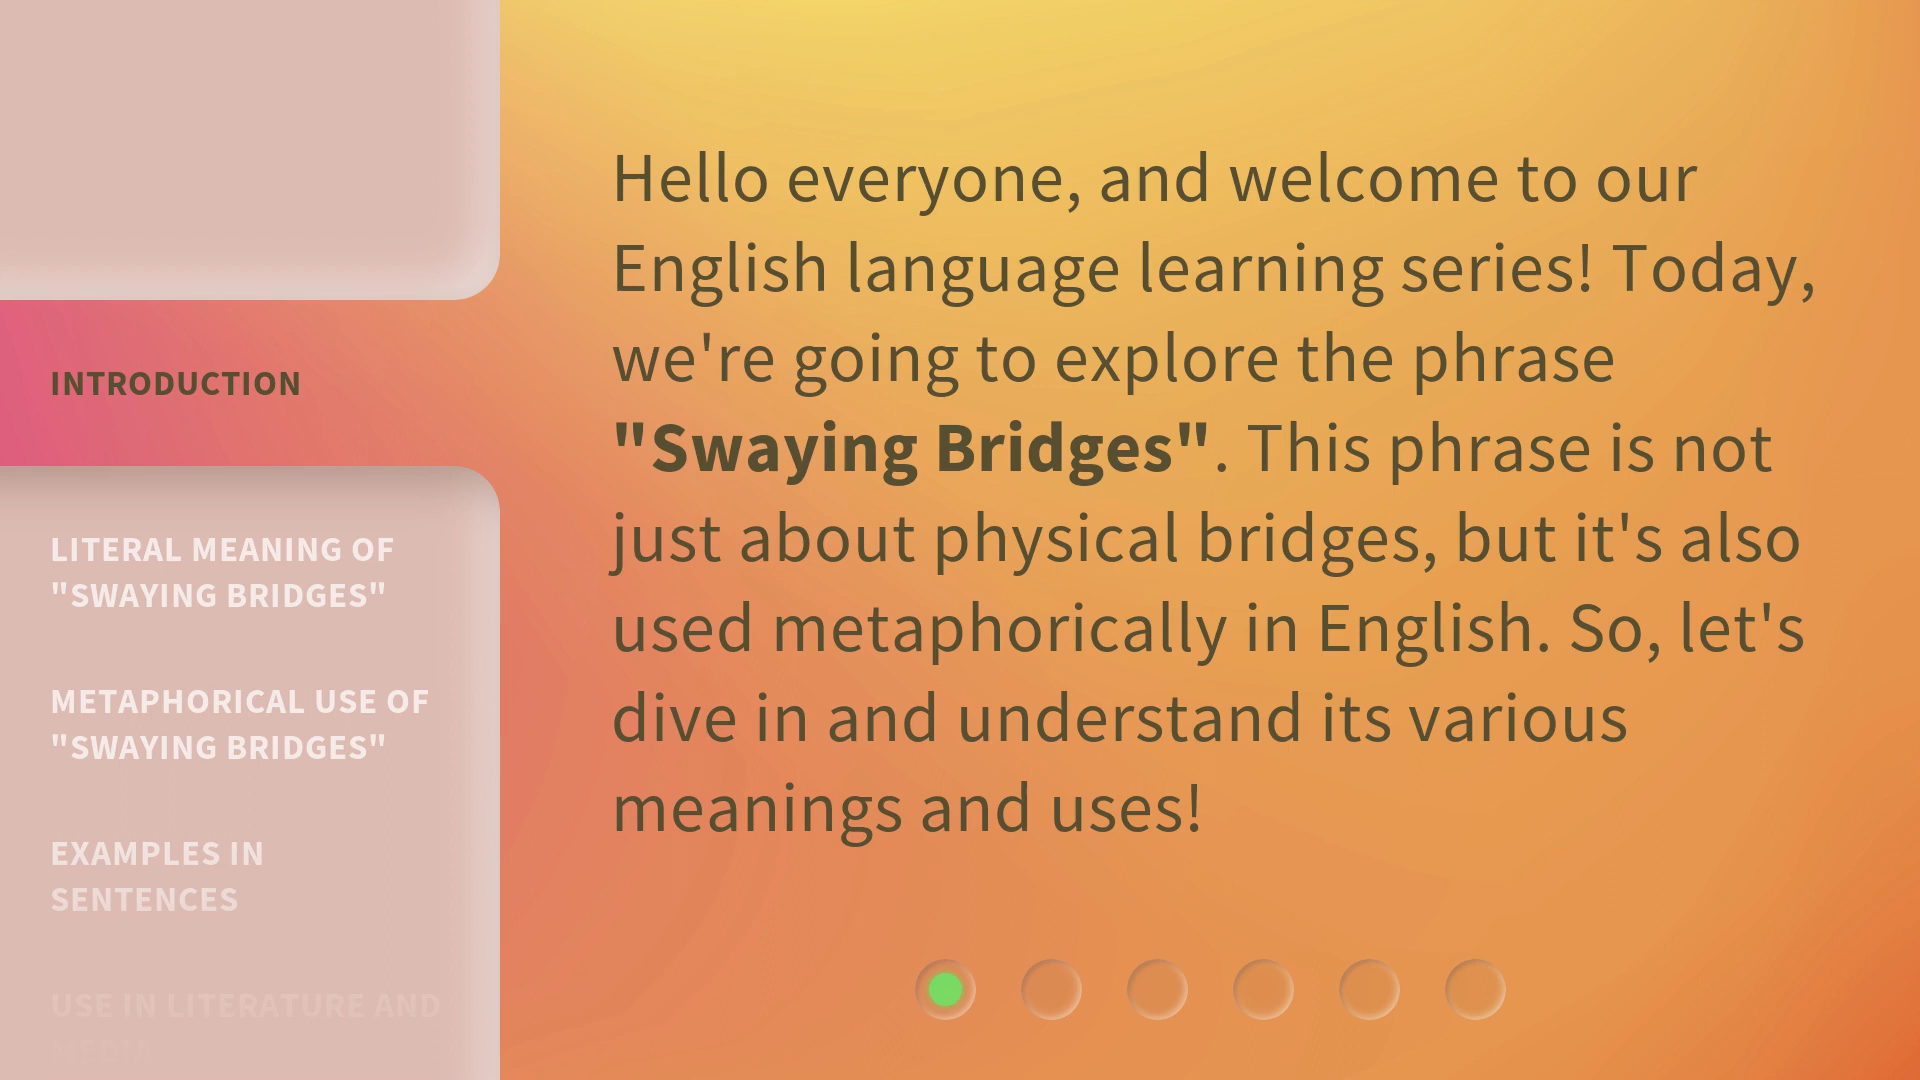 INTRODUCTION
LITERAL MEANING OF
"SWAYING BRIDGES"
METAPHORICAL USE OF
"SWAYING BRIDGES"
EXAMPLES IN
SENTENCES
USE IN LITERATURE AND
MEDIA
Hello everyone, and welcome to our
English language learning series! Today,
we're going to explore the phrase
"Swaying Bridges". This phrase is not
just about physical bridges, but it's also
used metaphorically in English. So, let's
dive in and understand its various
meanings and uses!